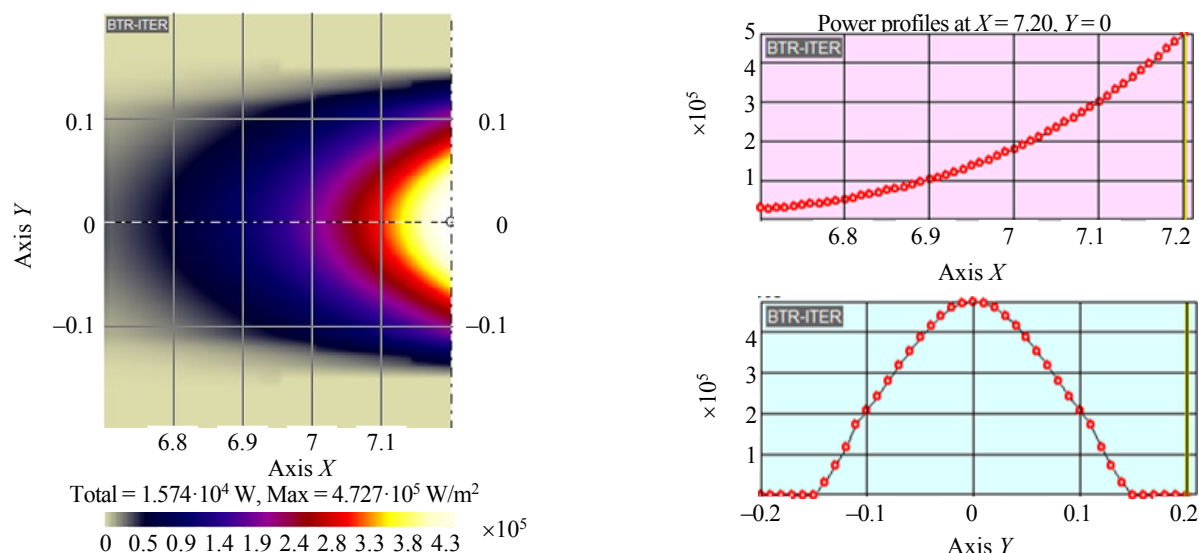 BTR-ITER
0.1
0
–0.1
Axis Y
0.1
0
–0.1
6.8 6.9 7 7.1
Axis X
Total = 1.574·10⁴ W, Max = 4.727·10⁵ W/m²
0 0.5 0.9 1.4 1.9 2.4 2.8 3.3 3.8 4.3 ×10⁵
Power profiles at X = 7.20, Y = 0
BTR-ITER
5
4
3
2
1
×10⁵
6.8 6.9 7 7.1 7.2
Axis X
BTR-ITER
4
3
2
1
×10⁵
–0.2 –0.1 0 0.1 0.2
Axis Y